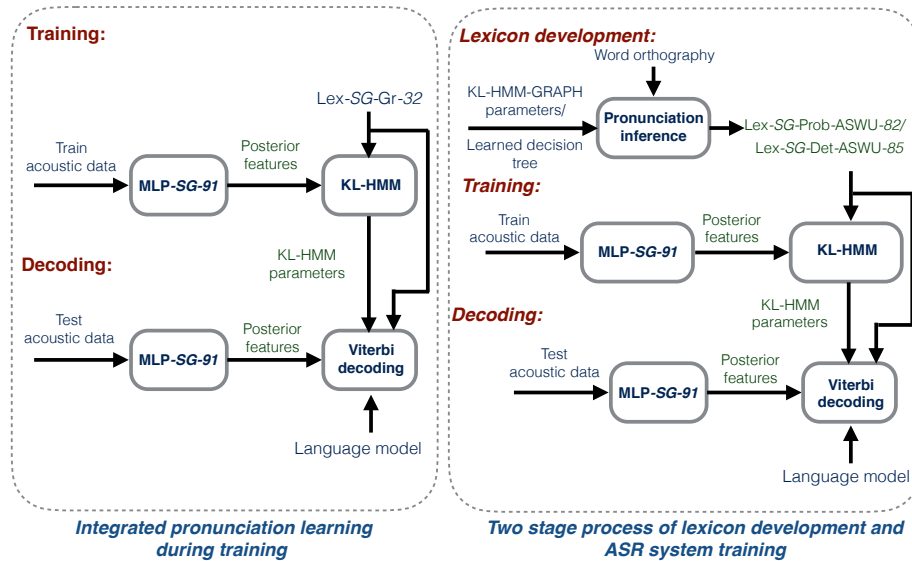 Training:
Lex-SG-Gr-32
Train
acoustic data
Posterior
features
MLP-SG-91
KL-HMM
KL-HMM
parameters
Decoding:
Test
acoustic data
Posterior
features
MLP-SG-91
Viterbi
decoding
Language model
Integrated pronunciation learning
during training
Lexicon development:
Word orthography
KL-HMM-GRAPH
parameters/
Learned decision
tree
Pronunciation
inference
Lex-SG-Prob-ASWU-82/
Lex-SG-Det-ASWU-85
Training:
Train
acoustic data
Posterior
features
MLP-SG-91
KL-HMM
KL-HMM
parameters
Decoding:
Test
acoustic data
Posterior
features
MLP-SG-91
Viterbi
decoding
Language model
Two stage process of lexicon development and
ASR system training